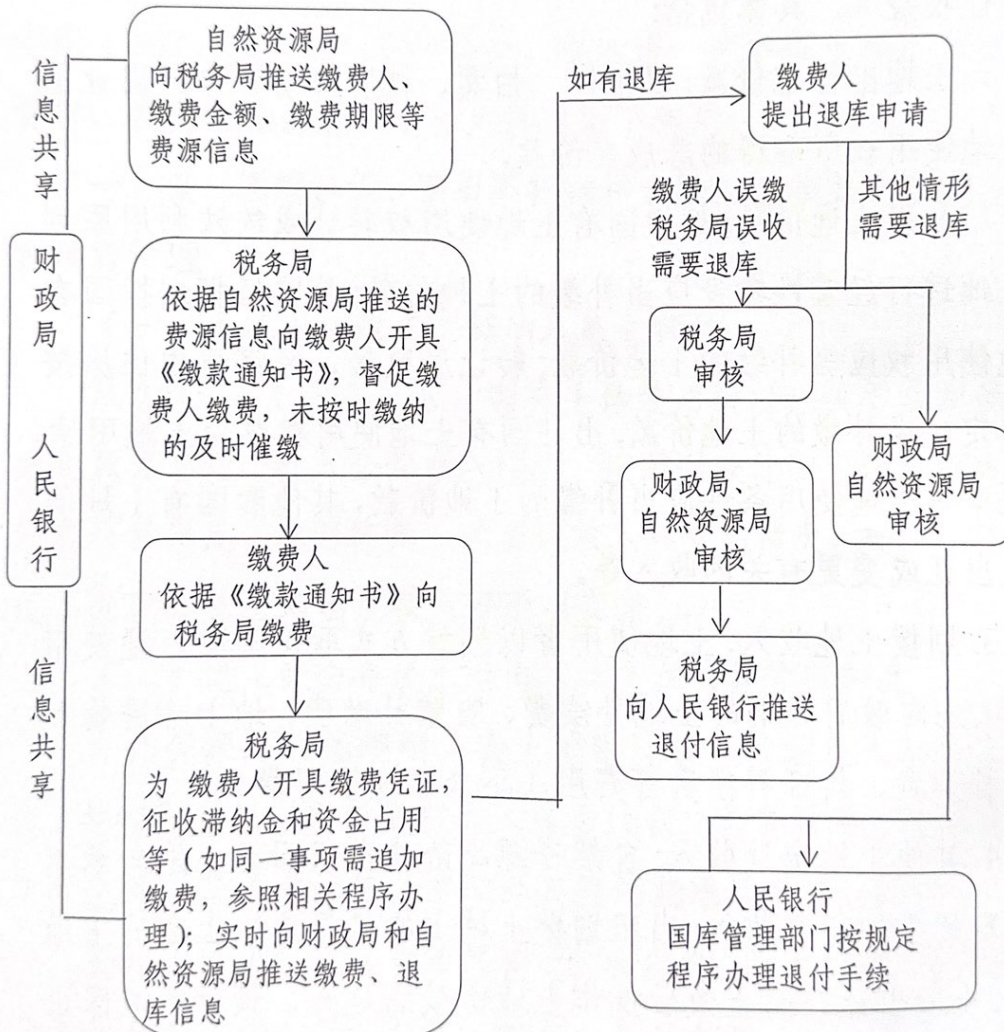 信息共享
财政局 人民银行
信息共享
自然资源局
向税务局推送缴费人、
缴费金额、缴费期限等
费源信息
税务局
依据自然资源局推送的
费源信息向缴费人开具
《缴款通知书》，督促缴
费人缴费，未按时缴纳
的及时催缴
缴费人
依据《缴款通知书》向
税务局缴费
税务局
为 缴费人开具缴费凭证，
征收滞纳金和资金占用
等（如同一事项需追加
缴费，参照相关程序办
理）；实时向财政局和自
然资源局推送缴费、退
库信息
如有退库
缴费人
提出退库申请
缴费人误缴
税务局误收
需要退库
其他情形
需要退库
税务局
审核
财政局、
自然资源局
审核
税务局
向人民银行推送
退付信息
财政局
自然资源局
审核
人民银行
国库管理部门按规定
程序办理退付手续